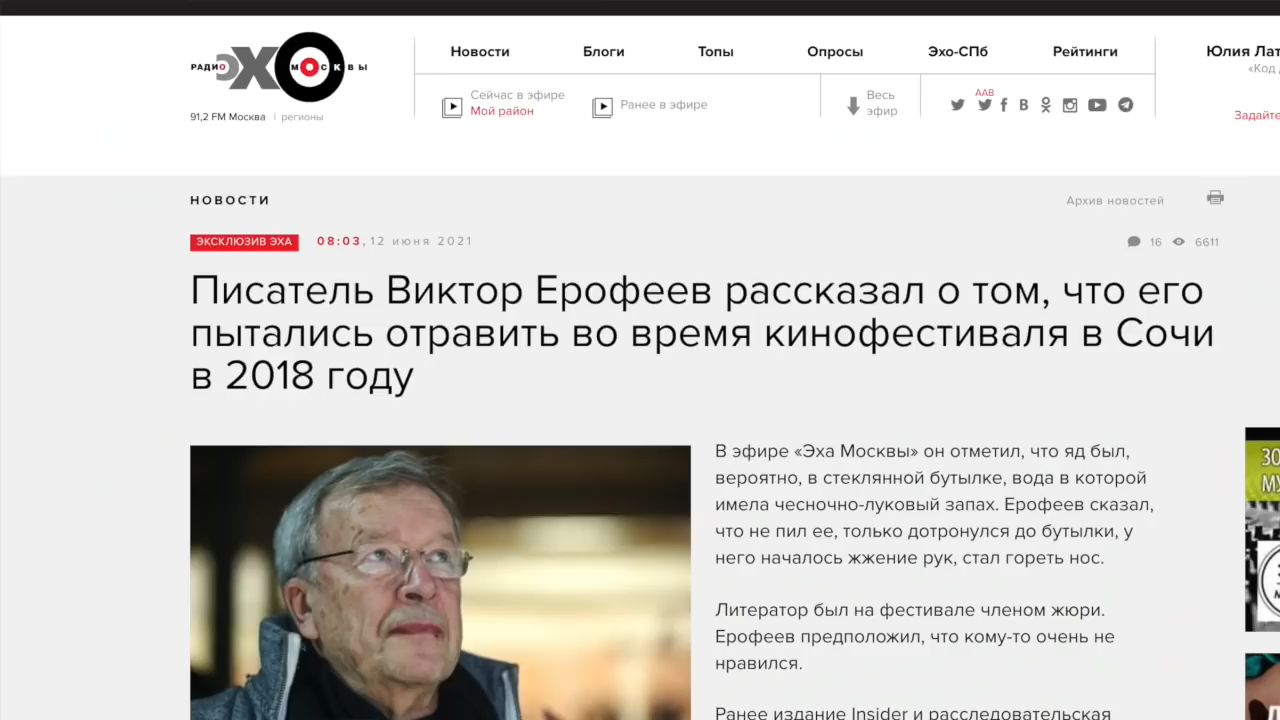 РАДИО ЭХО МОСКВЫ
91,2 FM Москва | регионы
Новости Блоги Топы Опросы Эхо-СПб Рейтинги
Сейчас в эфире
Мой район
Ранее в эфире
Весь
эфир
ААВ
Юлия Лат
«Код
Задайте
НОВОСТИ
Архив новостей
ЭКСКЛЮЗИВ ЭХА 08:03, 12 июня 2021
16 6611
Писатель Виктор Ерофеев рассказал о том, что его
пытались отравить во время кинофестиваля в Сочи
в 2018 году
В эфире «Эха Москвы» он отметил, что яд был,
вероятно, в стеклянной бутылке, вода в которой
имела чесночно-луковый запах. Ерофеев сказал,
что не пил ее, только дотронулся до бутылки, у
него началось жжение рук, стал гореть нос.
Литератор был на фестивале членом жюри.
Ерофеев предположил, что кому-то очень не
нравился.
Ранее издание Insider и расследовательская
30
МУ